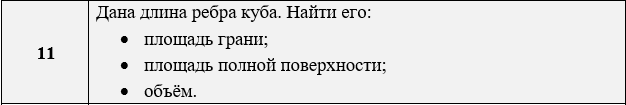 11
Дана длина ребра куба. Найти его:
• площадь грани;
• площадь полной поверхности;
• объём.